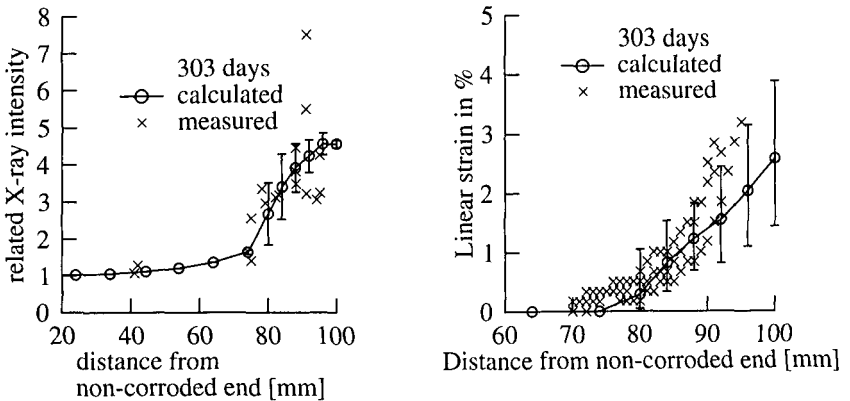 related X-ray intensity
8
7
6
5
4
3
2
1
0
303 days
calculated
measured
20 40 60 80 100
distance from
non-corroded end [mm]
Linear strain in %
5
4
3
2
1
0
303 days
calculated
measured
60 70 80 90 100
Distance from non-corroded end [mm]